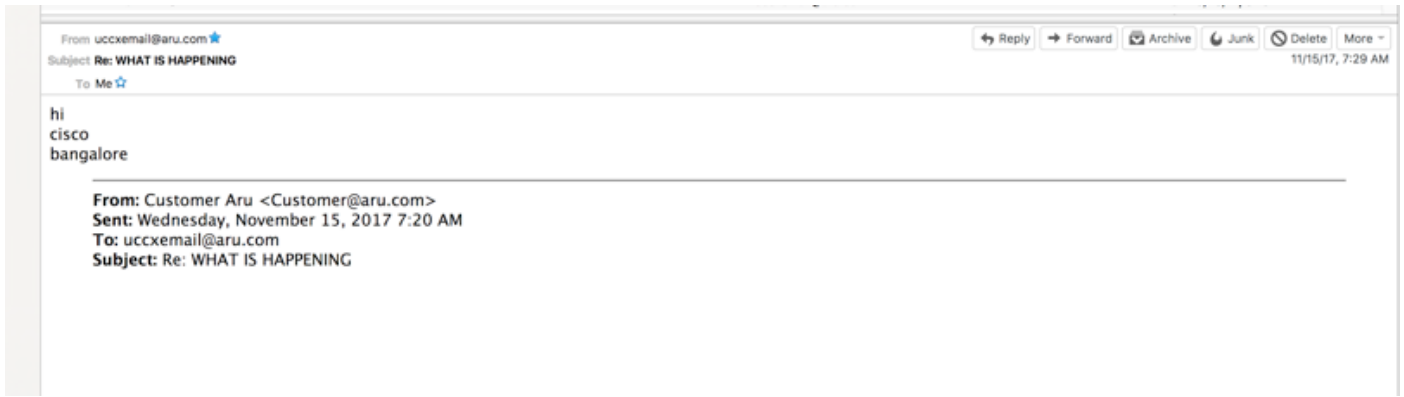 From uccxemail@aru.com
Reply Forward Archive Junk Delete More
Subject Re: WHAT IS HAPPENING
11/15/17, 7:29 AM
To Me
hi
cisco
bangalore
From: Customer Aru <Customer@aru.com>
Sent: Wednesday, November 15, 2017 7:20 AM
To: uccxemail@aru.com
Subject: Re: WHAT IS HAPPENING